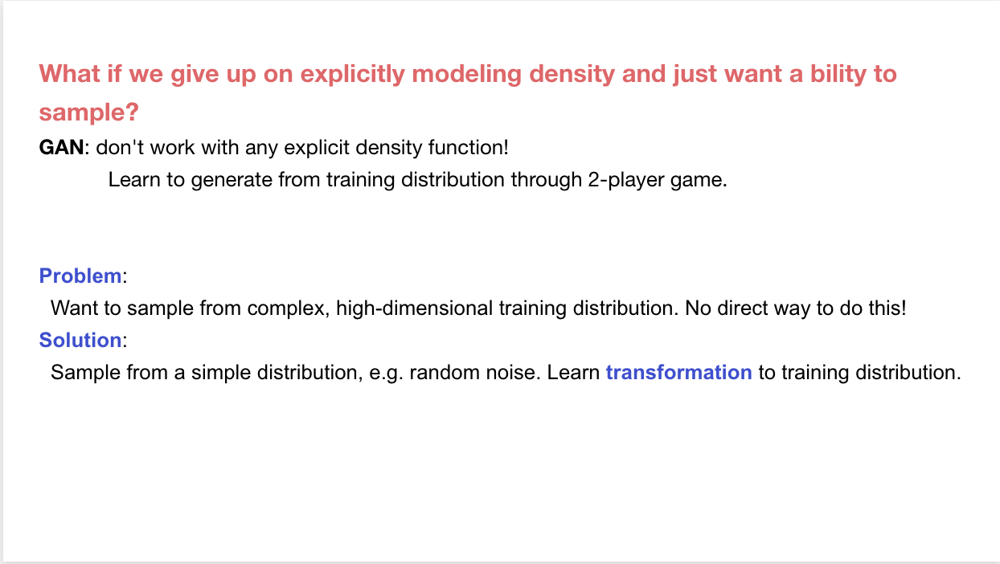 What if we give up on explicitly modeling density and just want a bility to
sample?
GAN: don't work with any explicit density function!
Learn to generate from training distribution through 2-player game.
Problem:
Want to sample from complex, high-dimensional training distribution. No direct way to do this!
Solution:
Sample from a simple distribution, e.g. random noise. Learn transformation to training distribution.